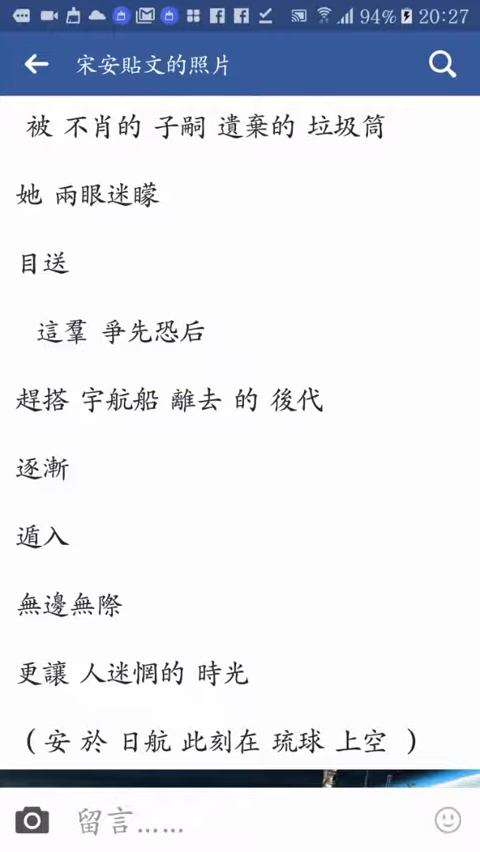 94% 20:27
宋安貼文的照片
被 不肖的 子嗣 遺棄的 垃圾筒
她 兩眼迷矇
目送
這羣 爭先恐后
趕搭 宇航船 離去 的 後代
逐漸
遁入
無邊無際
更讓 人迷惘的 時光
（安 於 日航 此刻在 琉球 上空 ）
留言......